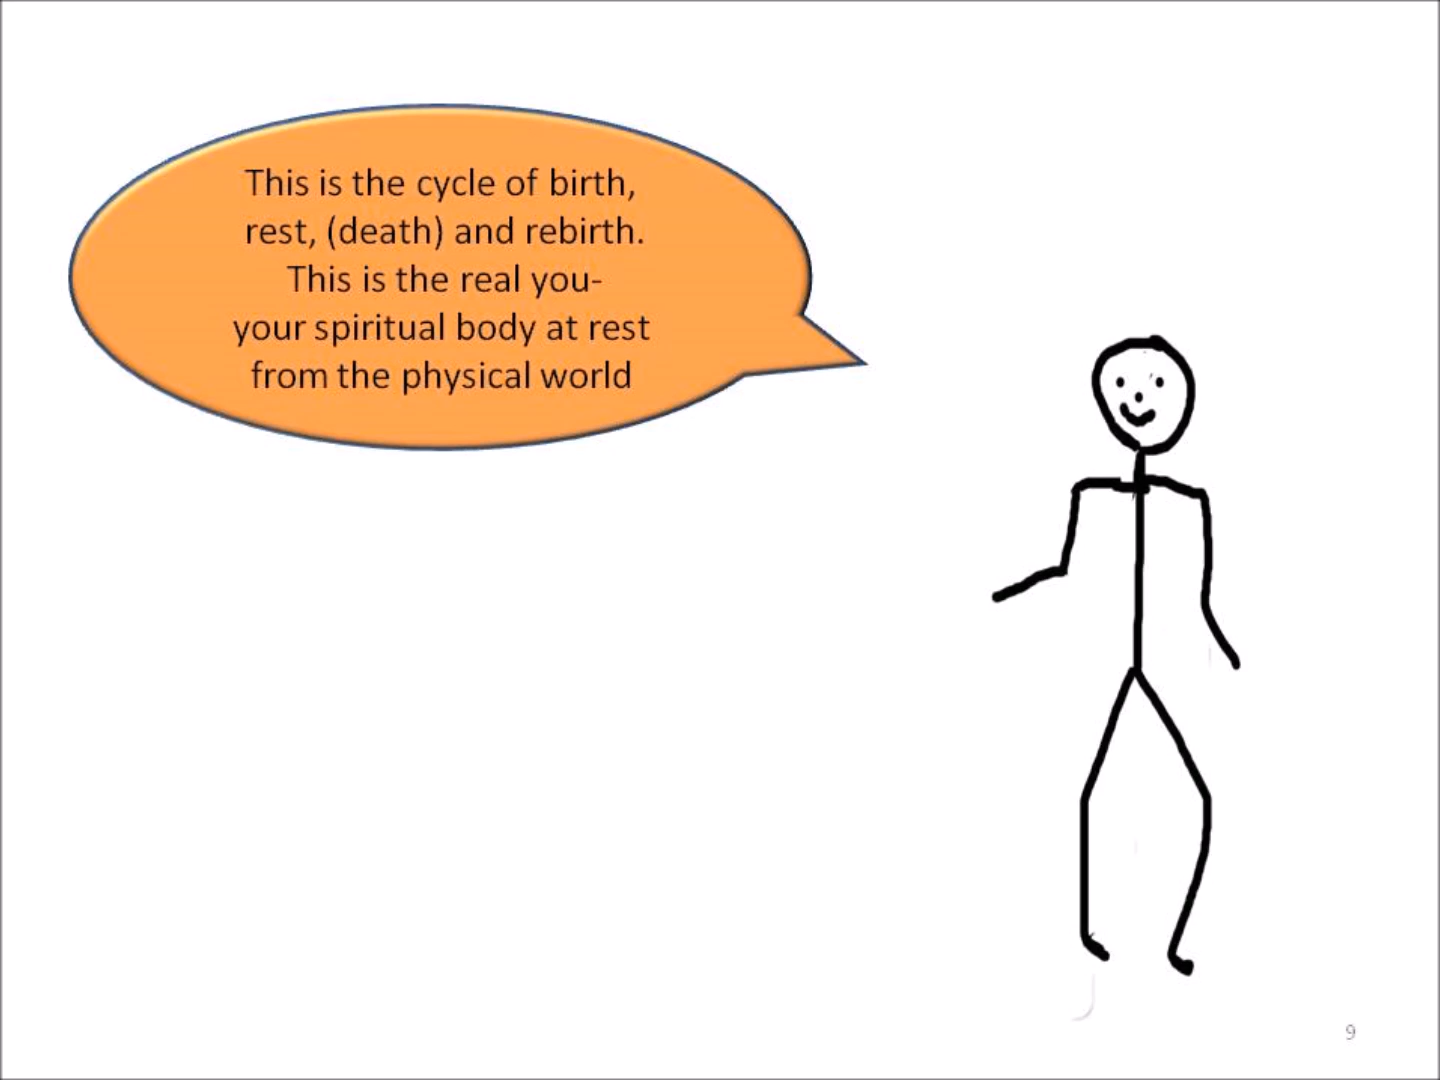 This is the cycle of birth,
rest, (death) and rebirth.
This is the real you-
your spiritual body at rest
from the physical world
9